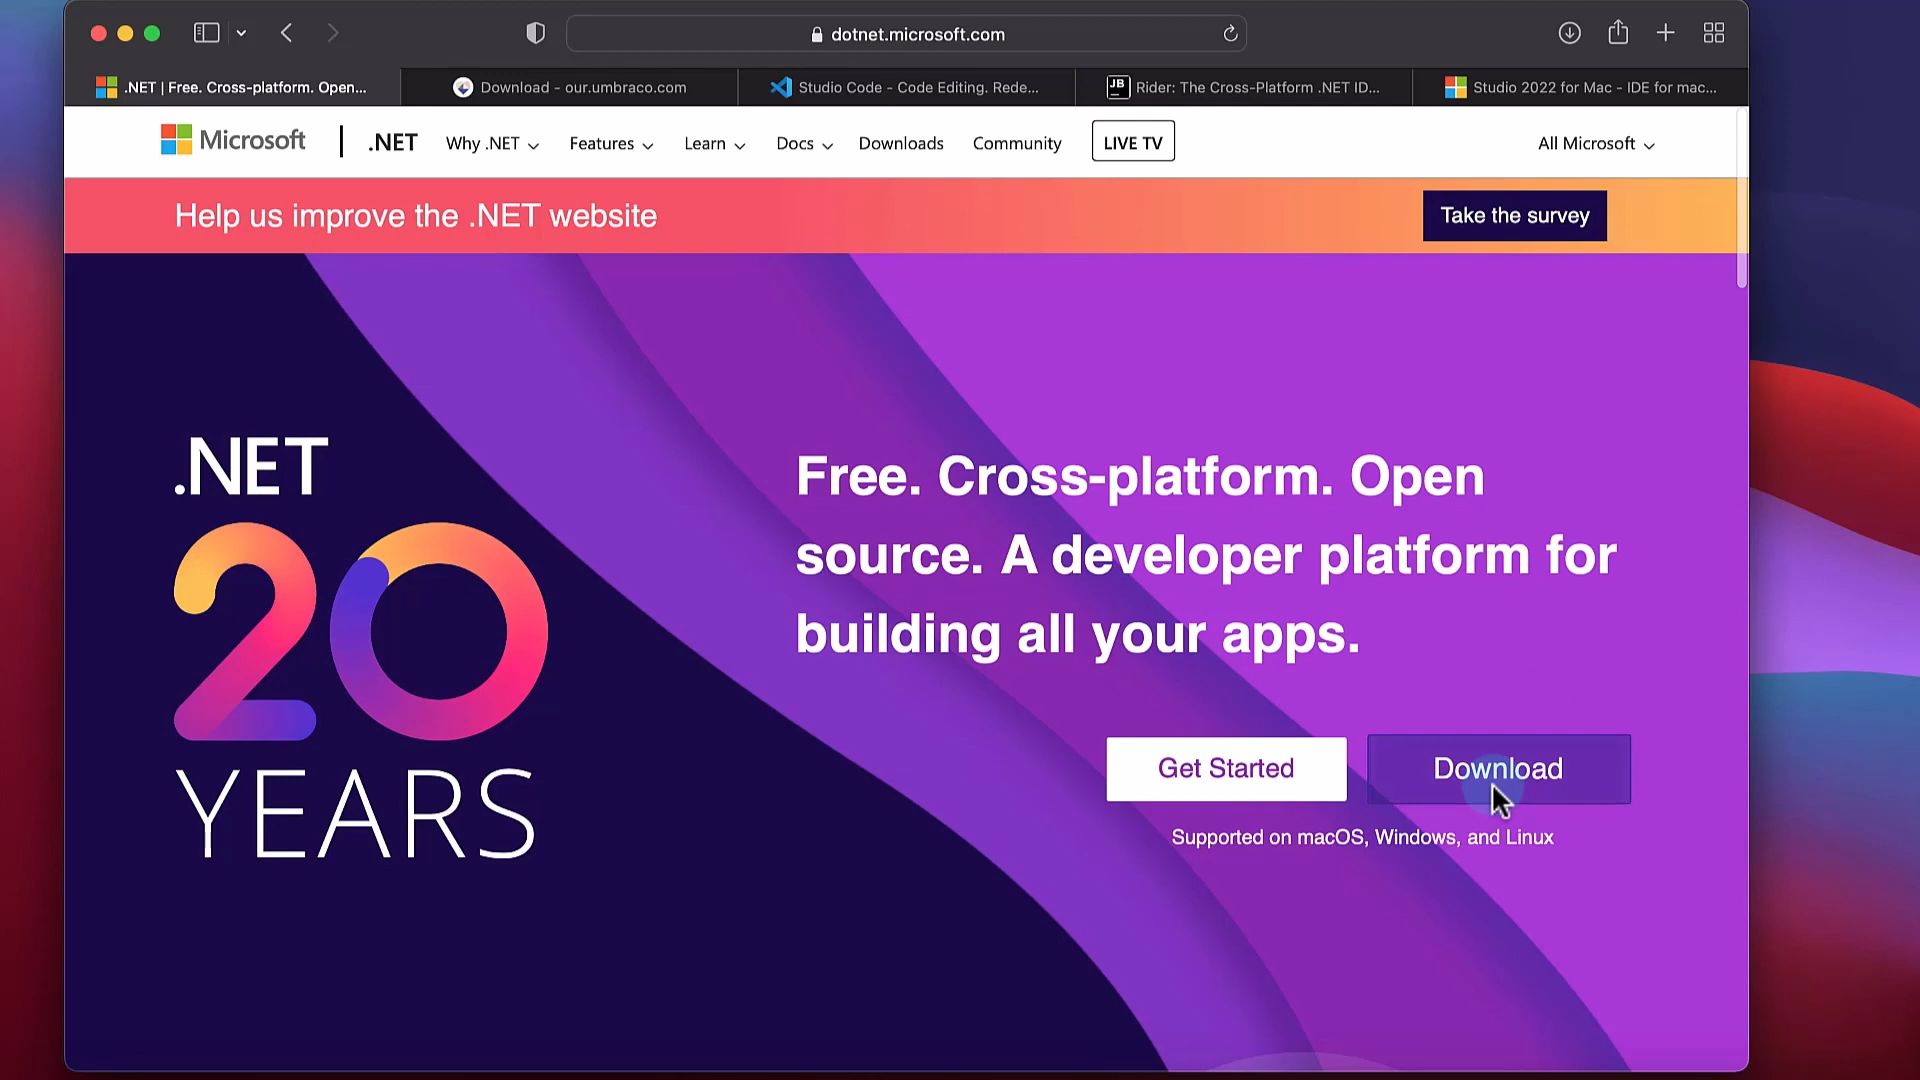 dotnet.microsoft.com
.NET | Free. Cross-platform. Open...
Download - our.umbraco.com
Studio Code - Code Editing. Rede...
JB
Rider: The Cross-Platform .NET ID...
Studio 2022 for Mac - IDE for mac...
Microsoft
.NET
Why .NET
Features
Learn
Docs
Downloads
Community
LIVE TV
All Microsoft
Help us improve the .NET website
Take the survey
.NET
20
YEARS
Free. Cross-platform. Open
source. A developer platform for
building all your apps.
Get Started
Download
Supported on macOS, Windows, and Linux